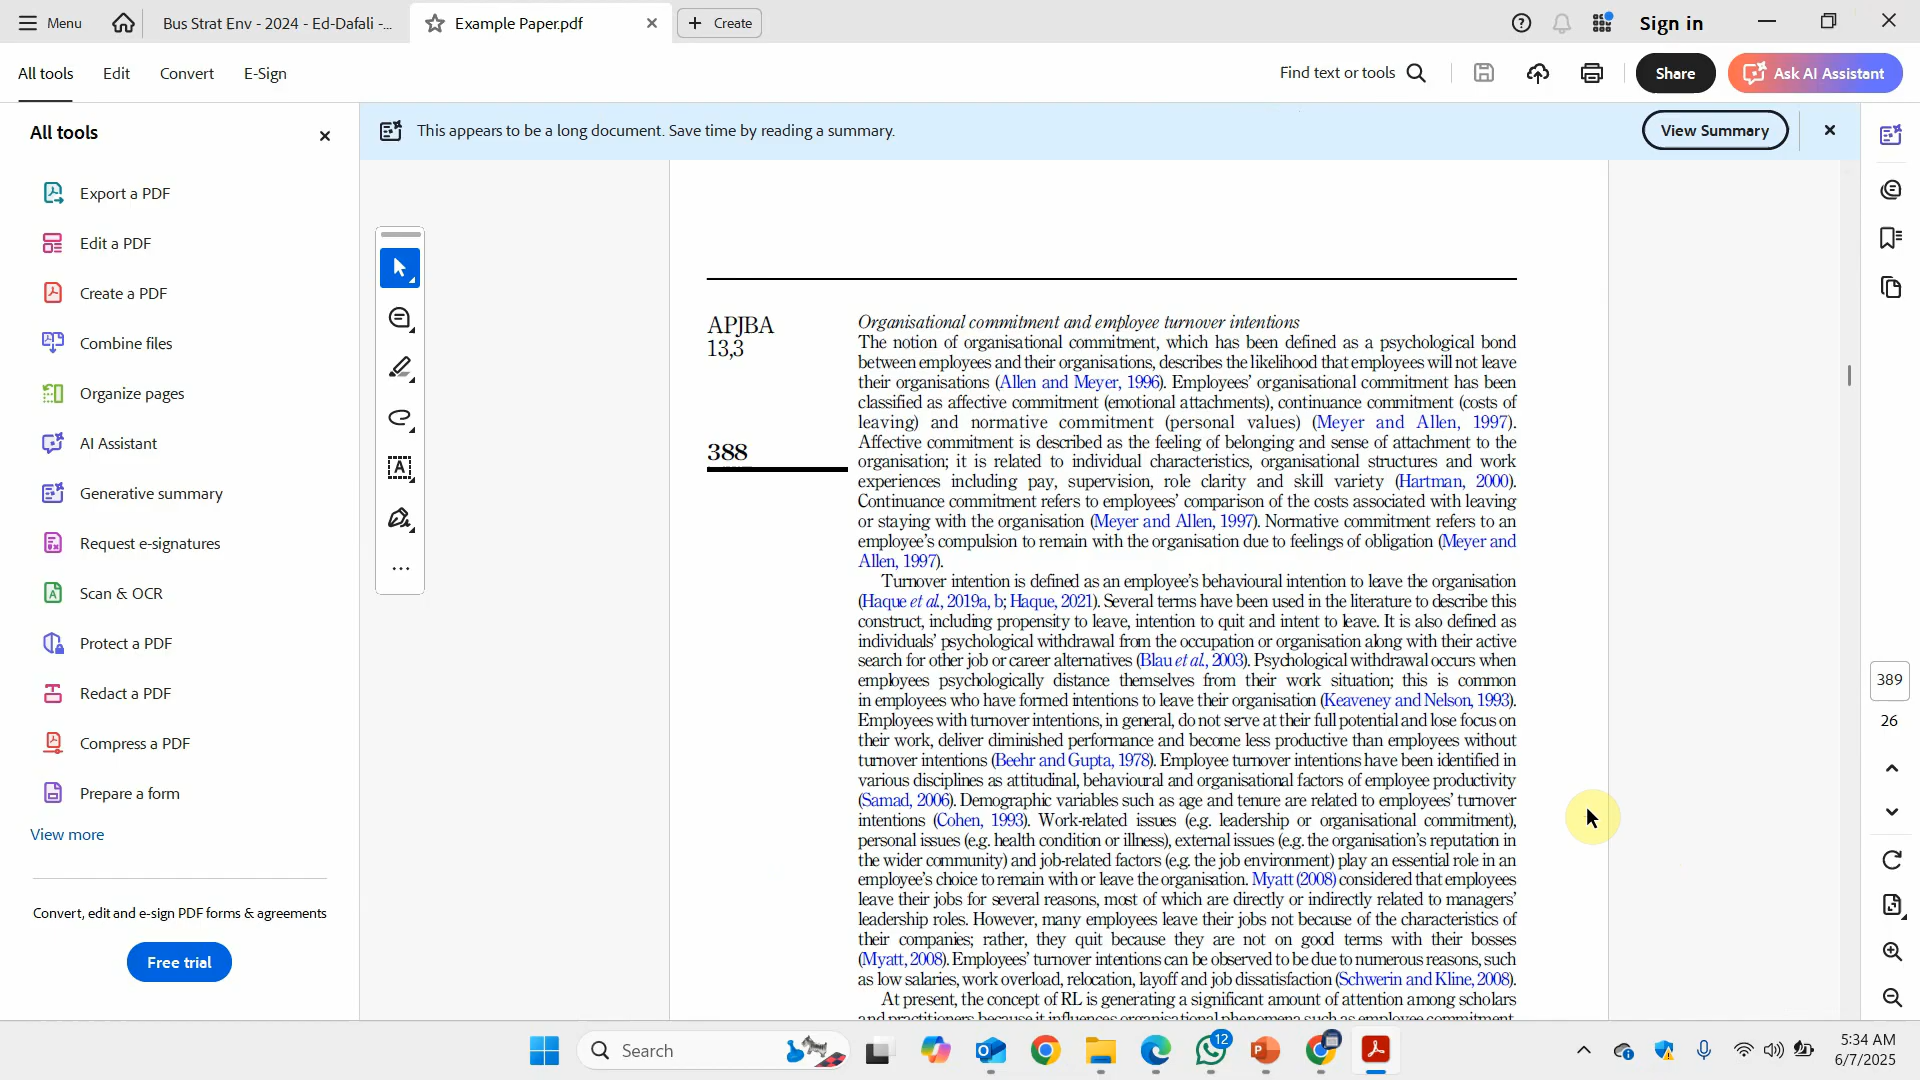 Menu
Bus Strat Env - 2024 - Ed-Dafali -...
Example Paper.pdf
Create
Sign in
All tools
Edit
Convert
E-Sign
Find text or tools
Share
Ask AI Assistant
All tools
This appears to be a long document. Save time by reading a summary.
View Summary
Export a PDF
Edit a PDF
Create a PDF
Combine files
Organize pages
AI Assistant
Generative summary
Request e-signatures
Scan & OCR
Protect a PDF
Redact a PDF
Compress a PDF
Prepare a form
View more
Convert, edit and e-sign PDF forms & agreements
Free trial
APJBA
13,3
388
Organisational commitment and employee turnover intentions
The notion of organisational commitment, which has been defined as a psychological bond
between employees and their organisations, describes the likelihood that employees will not leave
their organisations (Allen and Meyer, 1996). Employees' organisational commitment has been
classified as affective commitment (emotional attachments), continuance commitment (costs of
leaving) and normative commitment (personal values) (Meyer and Allen, 1997).
Affective commitment is described as the feeling of belonging and sense of attachment to the
organisation; it is related to individual characteristics, organisational structures and work
experiences including pay, supervision, role clarity and skill variety (Hartman, 2000).
Continuance commitment refers to employees' comparison of the costs associated with leaving
or staying with the organisation (Meyer and Allen, 1997). Normative commitment refers to an
employee's compulsion to remain with the organisation due to feelings of obligation (Meyer and
Allen, 1997).
Turnover intention is defined as an employee's behavioural intention to leave the organisation
(Haque et al., 2019a, b; Haque, 2021). Several terms have been used in the literature to describe this
construct, including propensity to leave, intention to quit and intent to leave. It is also defined as
individuals' psychological withdrawal from the occupation or organisation along with their active
search for other job or career alternatives (Blau et al., 2003). Psychological withdrawal occurs when
employees psychologically distance themselves from their work situation; this is common
in employees who have formed intentions to leave their organisation (Keaveney and Nelson, 1993).
Employees with turnover intentions, in general, do not serve at their full potential and lose focus on
their work, deliver diminished performance and become less productive than employees without
turnover intentions (Beehr and Gupta, 1978). Employee turnover intentions have been identified in
various disciplines as attitudinal, behavioural and organisational factors of employee productivity
(Samad, 2006). Demographic variables such as age and tenure are related to employees' turnover
intentions (Cohen, 1993). Work-related issues (e.g. leadership or organisational commitment),
personal issues (e.g. health condition or illness), external issues (e.g. the organisation's reputation in
the wider community) and job-related factors (e.g. the job environment) play an essential role in an
employee's choice to remain with or leave the organisation. Myatt (2008) considered that employees
leave their jobs for several reasons, most of which are directly or indirectly related to managers'
leadership roles. However, many employees leave their jobs not because of the characteristics of
their companies; rather, they quit because they are not on good terms with their bosses
(Myatt, 2008). Employees' turnover intentions can be observed to be due to numerous reasons, such
as low salaries, work overload, relocation, layoff and job dissatisfaction (Schwerin and Kline, 2008).
At present, the concept of RL is generating a significant amount of attention among scholars
and practitioners because it influences organisational phenomena such as employee commitment,
389
26
Search
12
5:34 AM
6/7/2025